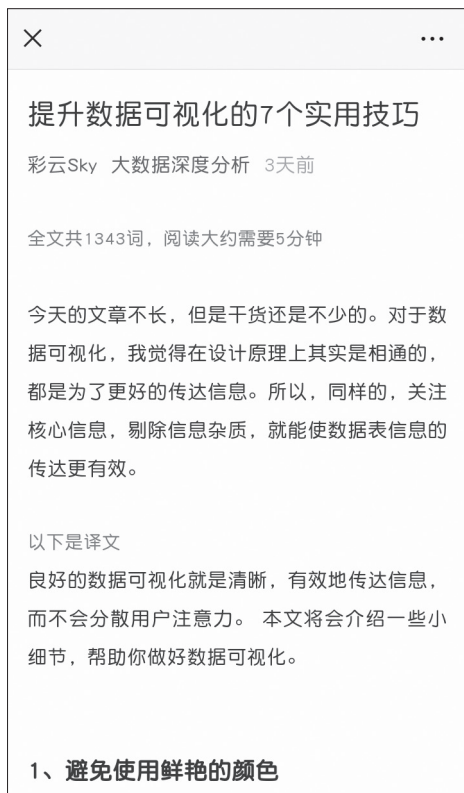 提升数据可视化的7个实用技巧
彩云Sky 大数据深度分析 3天前
全文共1343词，阅读大约需要5分钟
今天的文章不长，但是干货还是不少的。对于数
据可视化，我觉得在设计原理上其实是相通的，
都是为了更好的传达信息。所以，同样的，关注
核心信息，剔除信息杂质，就能使数据表信息的
传达更有效。
以下是译文
良好的数据可视化就是清晰，有效地传达信息，
而不会分散用户注意力。 本文将会介绍一些小
细节，帮助你做好数据可视化。
1、避免使用鲜艳的颜色